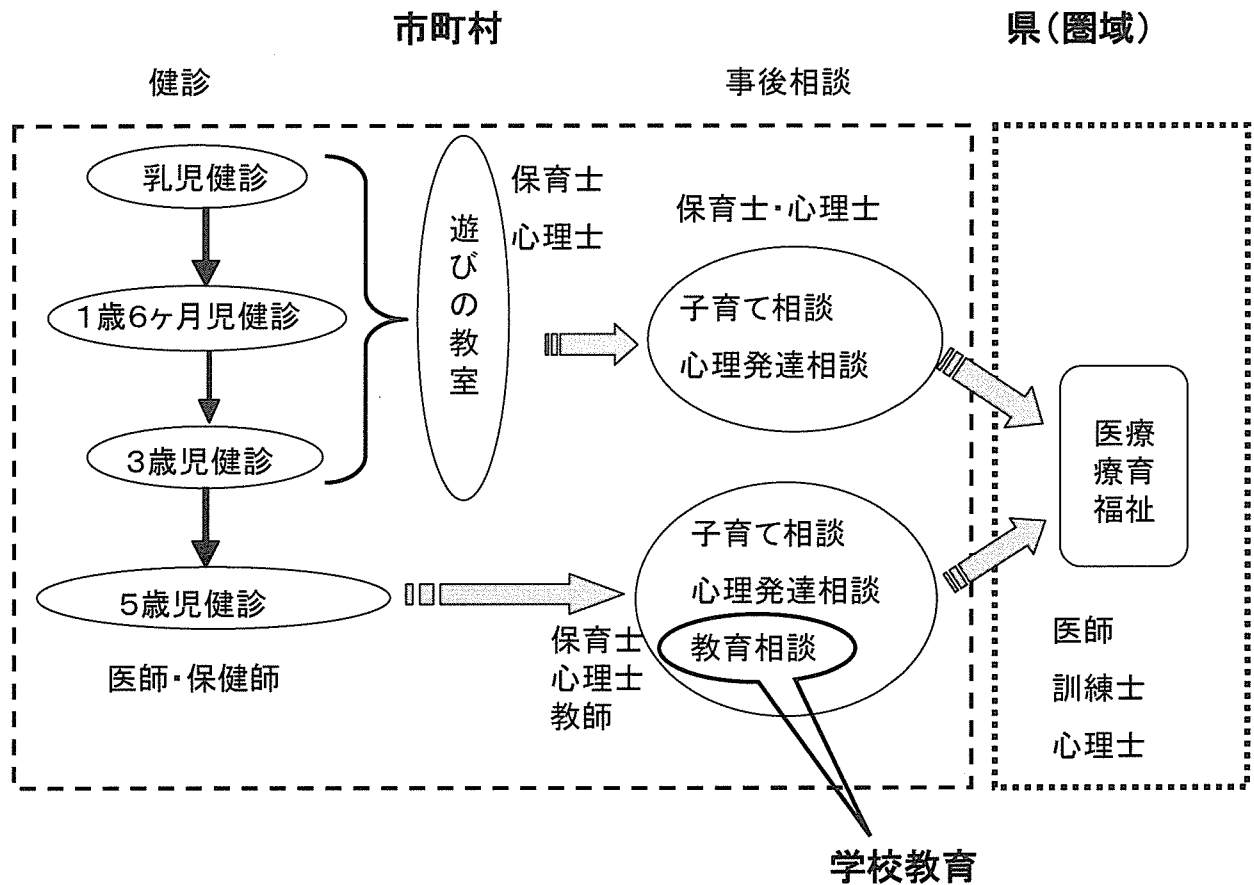 市町村
県(圏域)
健診
事後相談
乳児健診
1歳6ヶ月児健診
3歳児健診
5歳児健診
医師・保健師
遊びの教室
保育士
心理士
保育士・心理士
子育て相談
心理発達相談
子育て相談
心理発達相談
教育相談
保育士
心理士
教師
学校教育
医療
療育
福祉
医師
訓練士
心理士